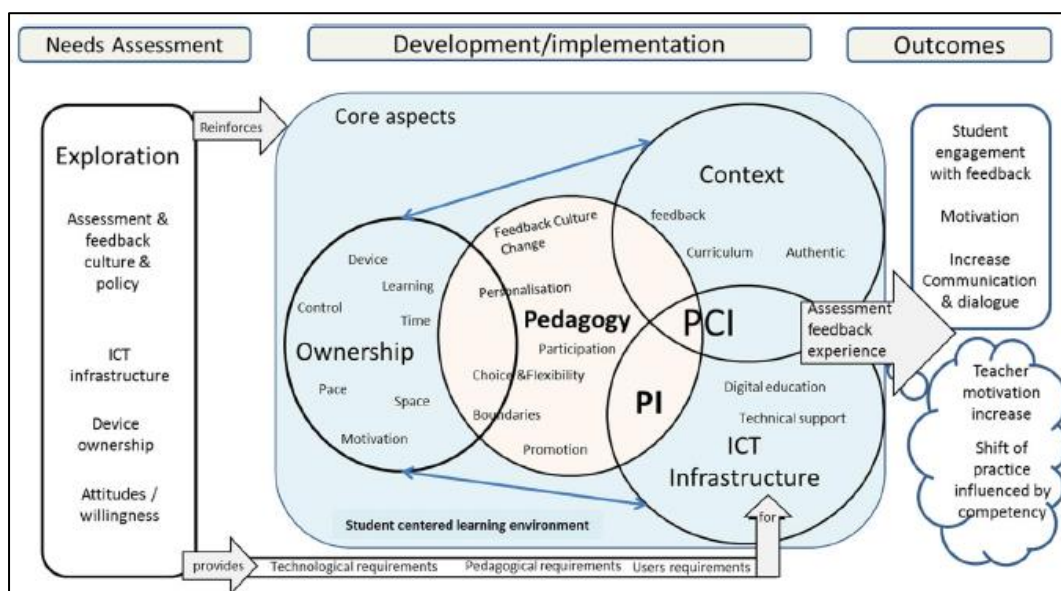 Needs Assessment
Development/implementation
Outcomes
Exploration
Assessment &
feedback
culture &
policy
ICT
infrastructure
Device
ownership
Attitudes /
willingness
Reinforces
provides
Core aspects
Context
feedback
Curriculum
Authentic
Feedback Culture
Change
Device
Learning
Control
Time
Ownership
Pace
Space
Motivation
Personalisation
Pedagogy
Participation
Choice &Flexibility
Boundaries
Promotion
PCI
PI
Digital education
Technical support
ICT
Infrastructure
for
Student centered learning environment
Technological requirements
Pedagogical requirements
Users requirements
Assessment
feedback
experience
Student
engagement
with feedback
Motivation
Increase
Communication
& dialogue
Teacher
motivation
increase
Shift of
practice
influenced by
competency